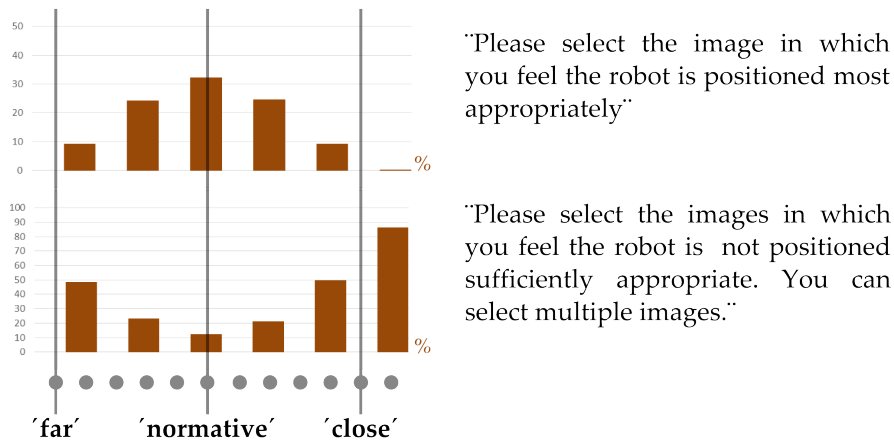 50
40
30
20
10
0
%
¨Please select the image in which
you feel the robot is positioned most
appropriately¨
100
90
80
70
60
50
40
30
20
10
0
%
¨Please select the images in which
you feel the robot is not positioned
sufficiently appropriate. You can
select multiple images.¨
´far´ ´normative´ ´close´